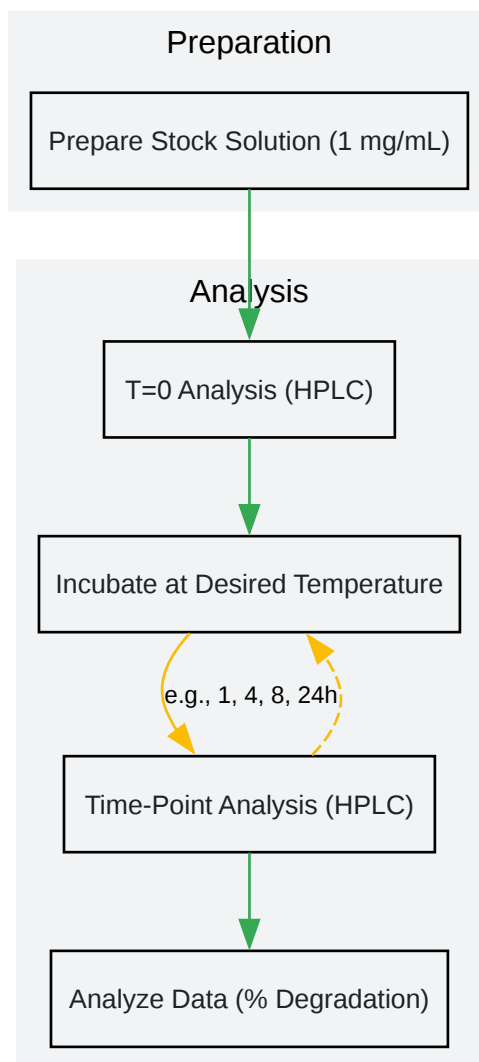 Preparation
Prepare Stock Solution (1 mg/mL)
Analysis
T=0 Analysis (HPLC)
Incubate at Desired Temperature
e.g., 1, 4, 8, 24h
Time-Point Analysis (HPLC)
Analyze Data (% Degradation)